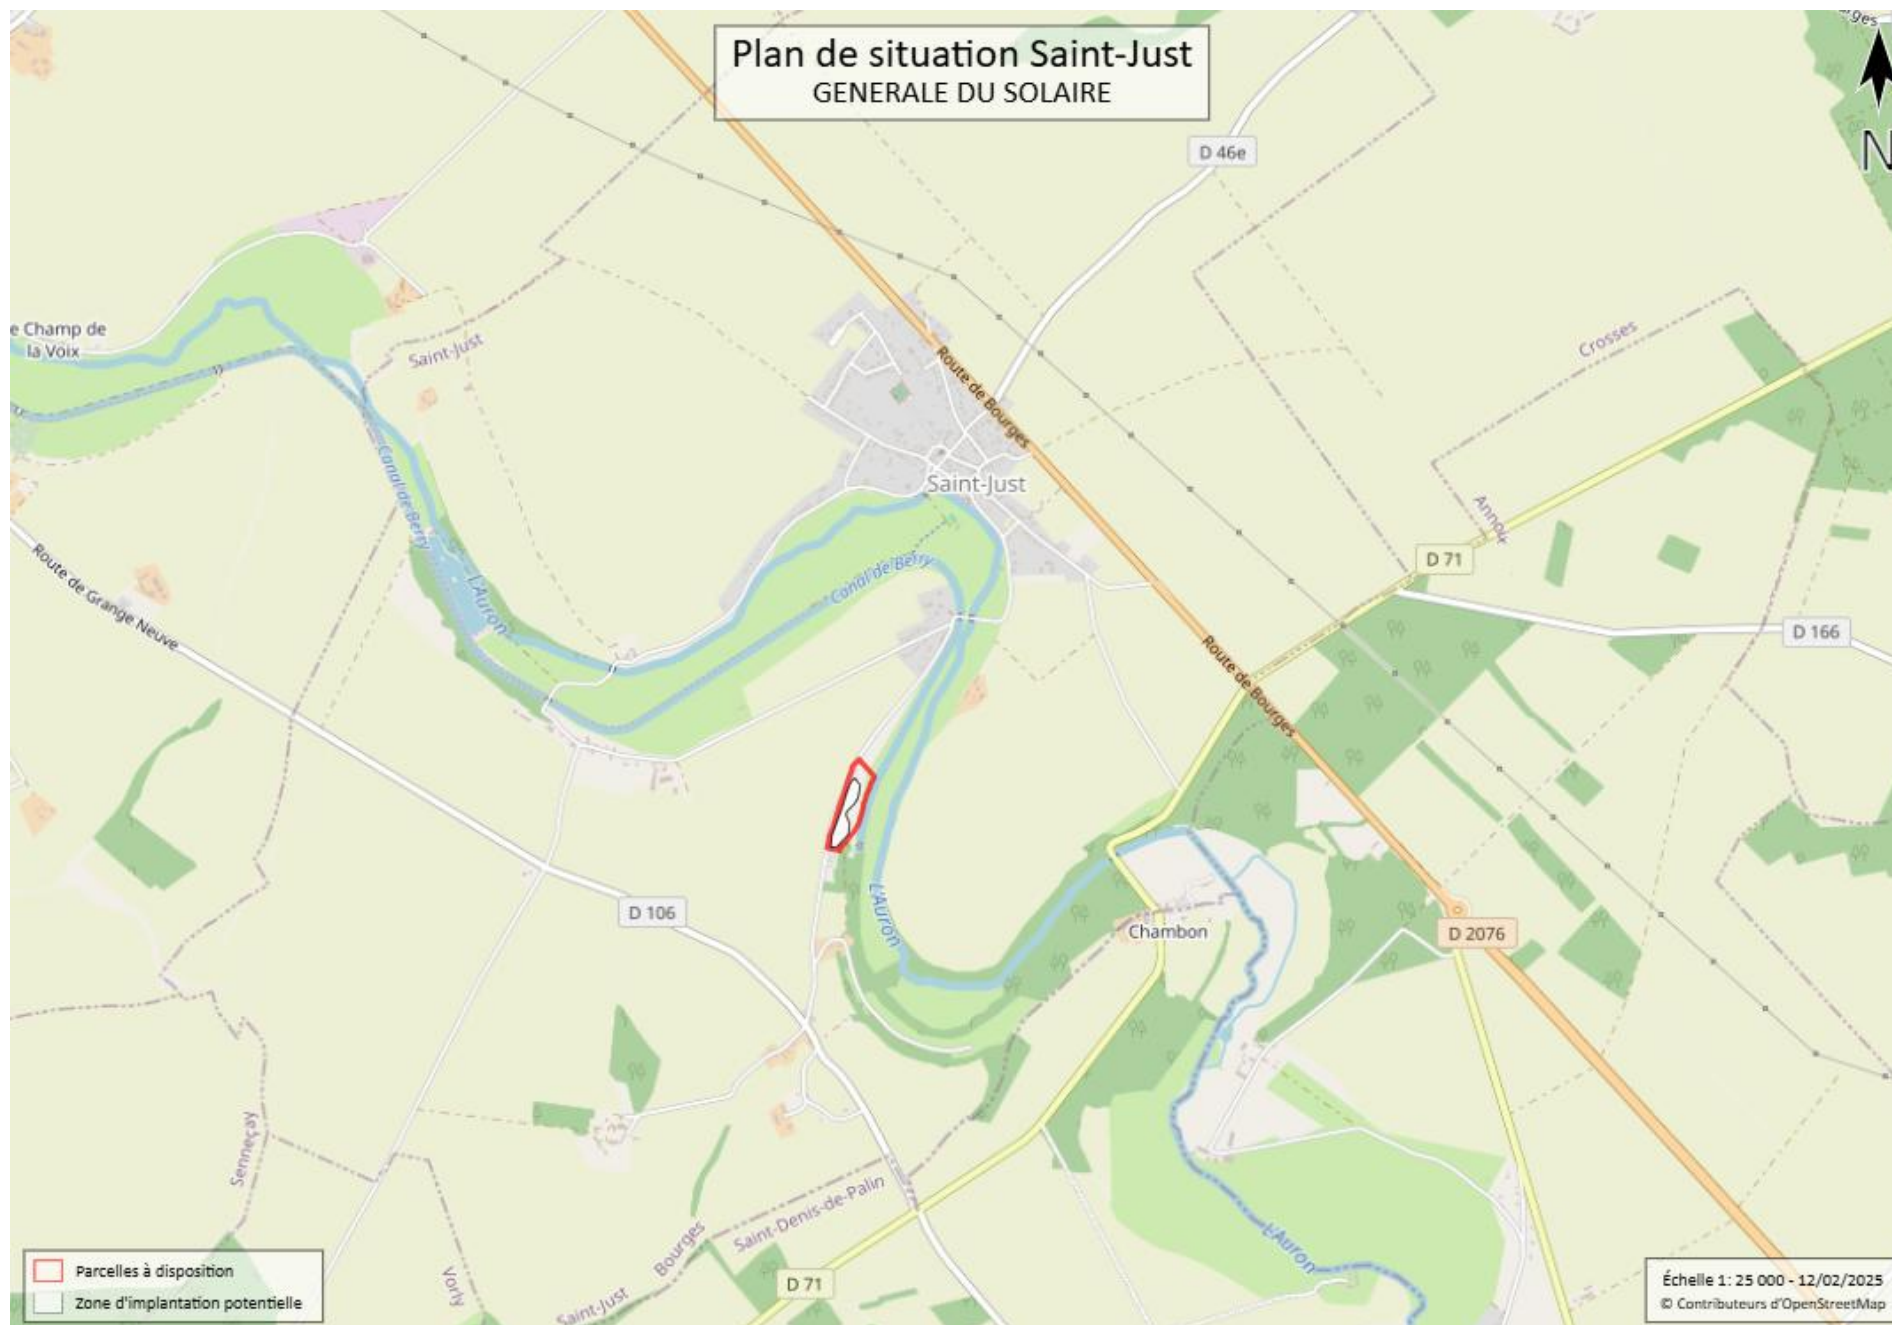 Plan de situation Saint-Just
GENERALE DU SOLAIRE
N
D 46e
e Champ de
la Voix
Saint-Just
Crosses
Route de Bourges
Canal de Berry
Saint-Just
Annoix
Route de Grange Neuve
L'Auron
Canal de Berry
D 71
D 166
Route de Bourges
D 106
L'Auron
Chambon
D 2076
Senneçay
Saint-Denis-de-Palin
Bourges
Vorly
Saint-Just
D 71
L'Auron
Parcelles à disposition
Zone d'implantation potentielle
Échelle 1: 25 000 - 12/02/2025
© Contributeurs d'OpenStreetMap